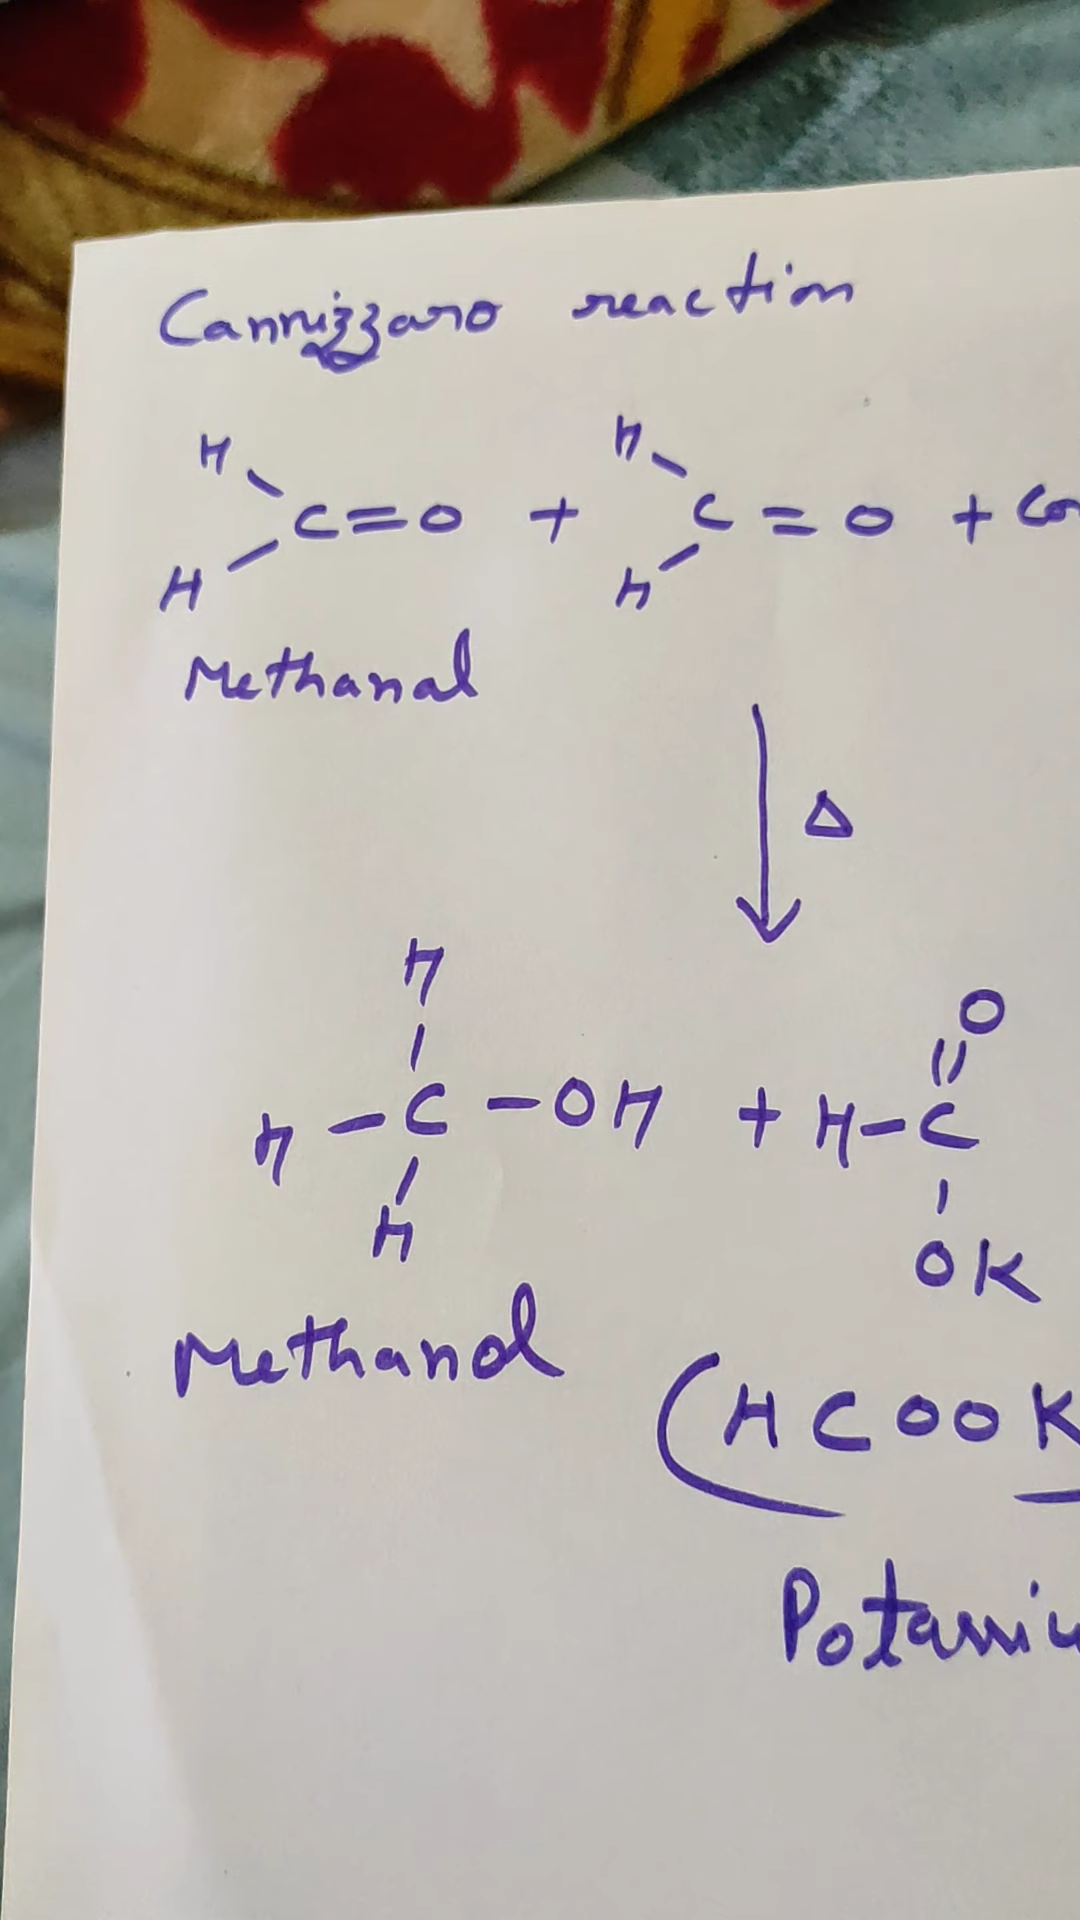 Cannizzaro reaction
H H
C=O + C=O +
H H
Methanal
Δ
H O
H-C-OH + H-C
H OK
Methanol
(HCOOK